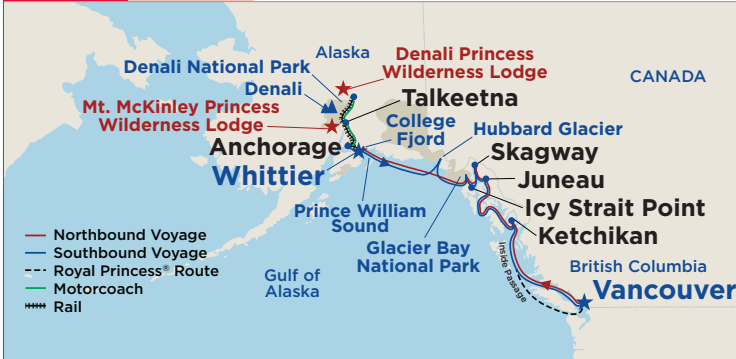 Alaska
Denali Princess
Wilderness Lodge
Denali National Park
CANADA
Denali
Talkeetna
Mt. McKinley Princess
Wilderness Lodge
College
Fjord
Hubbard Glacier
Anchorage
Skagway
Whittier
Juneau
Prince William
Sound
Icy Strait Point
Glacier Bay
National Park
Ketchikan
Northbound Voyage
Southbound Voyage
Royal Princess® Route
Motorcoach
Rail
Gulf of
Alaska
Inside Passage
British Columbia
Vancouver